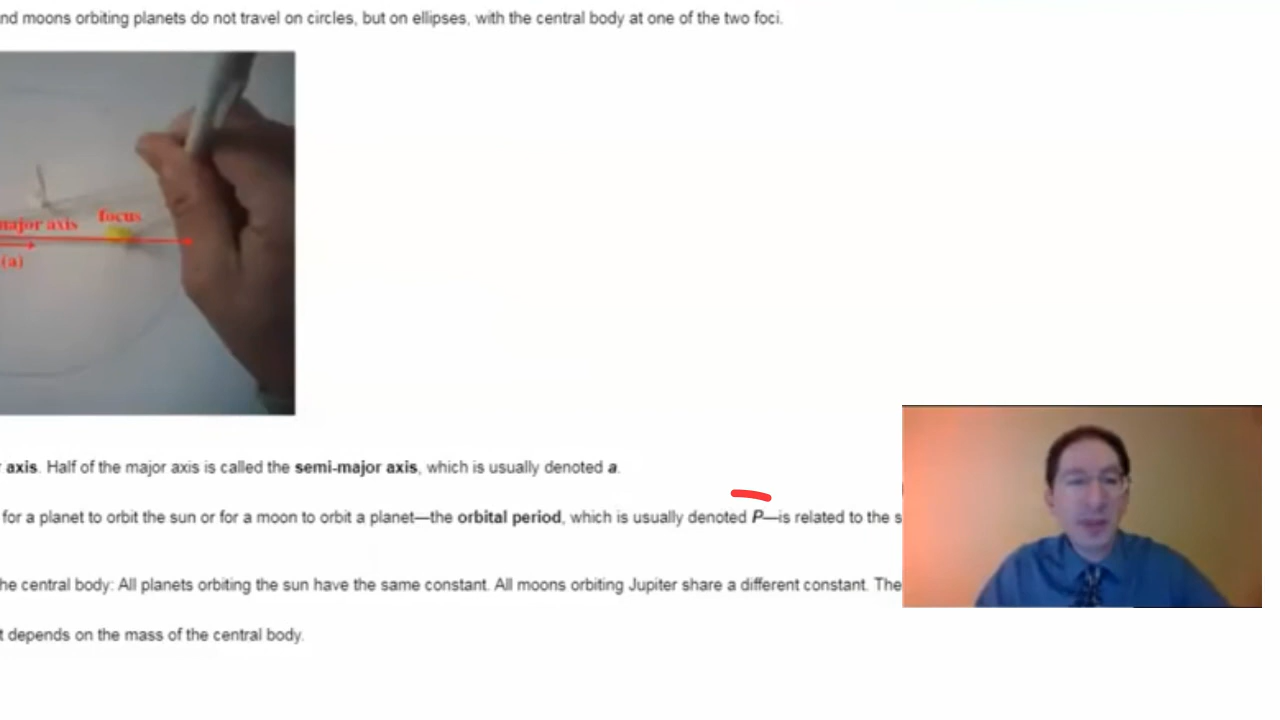 nd moons orbiting planets do not travel on circles, but on ellipses, with the central body at one of the two foci.
major axis focus
(a)
axis. Half of the major axis is called the semi-major axis, which is usually denoted a.
for a planet to orbit the sun or for a moon to orbit a planet—the orbital period, which is usually denoted P—is related to the s
he central body: All planets orbiting the sun have the same constant. All moons orbiting Jupiter share a different constant. The
t depends on the mass of the central body.